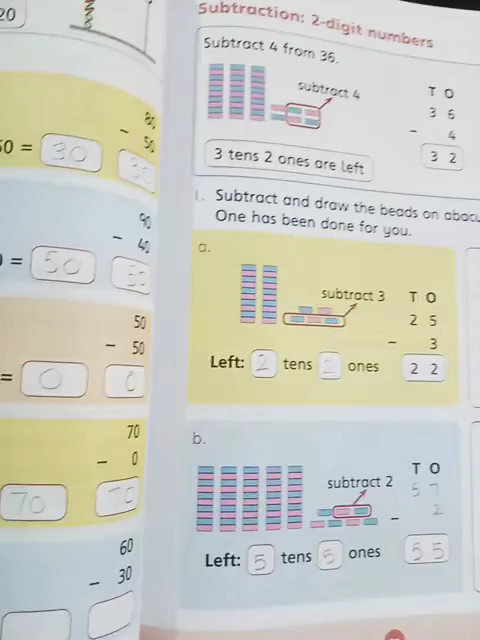 20
80
- 50
50 = 30
30
90
- 40
= 50
50
50
- 50
= 0
0
70
- 0
70
70
60
- 30
Subtraction: 2-digit numbers
Subtract 4 from 36.
subtract 4
T O
3 6
- 4
3 2
3 tens 2 ones are left
1. Subtract and draw the beads on
One has been done for you.
a.
subtract 3
T O
2 5
- 3
2 2
Left: 2 tens 2 ones
b.
subtract 2
T O
5 7
- 2
5 5
Left: 5 tens 5 ones